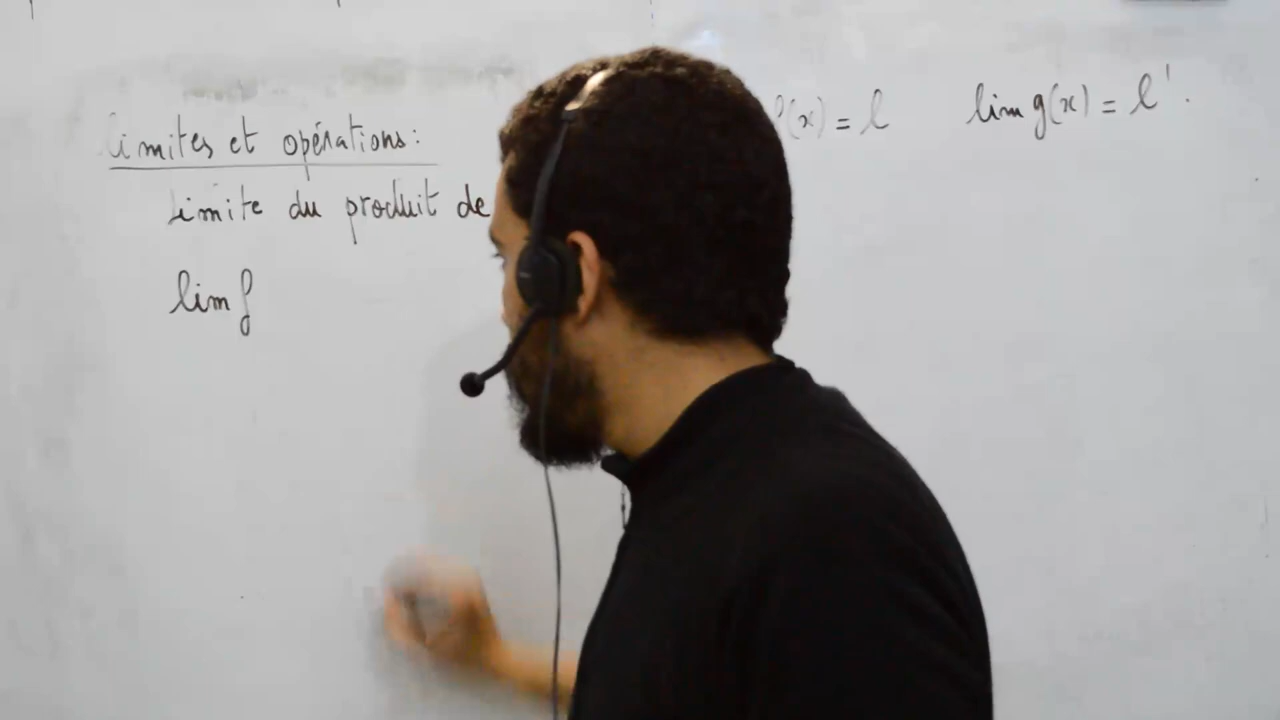 limites et opérations:
(x) = l    lim g(x) = l'.
Limite du produit de
lim f